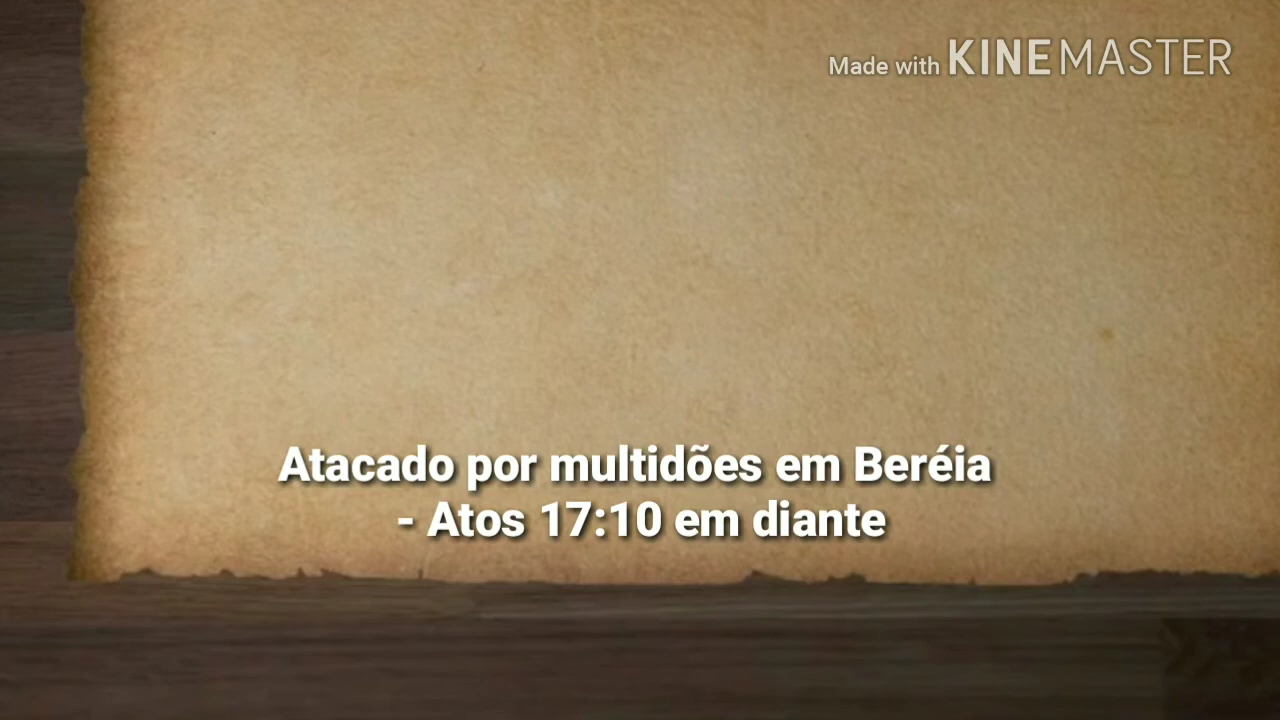 Made with KINEMASTER
Atacado por multidões em Beréia
- Atos 17:10 em diante